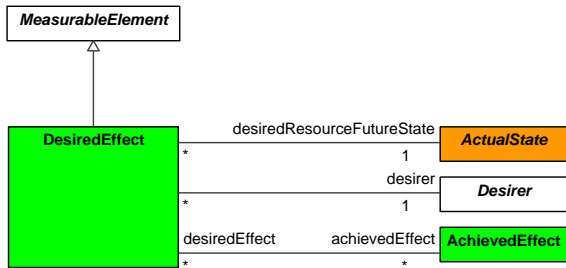 MeasurableElement
DesiredEffect
desiredResourceFutureState
*
1
ActualState
desirer
*
1
Desirer
desiredEffect
achievedEffect
*
*
AchievedEffect